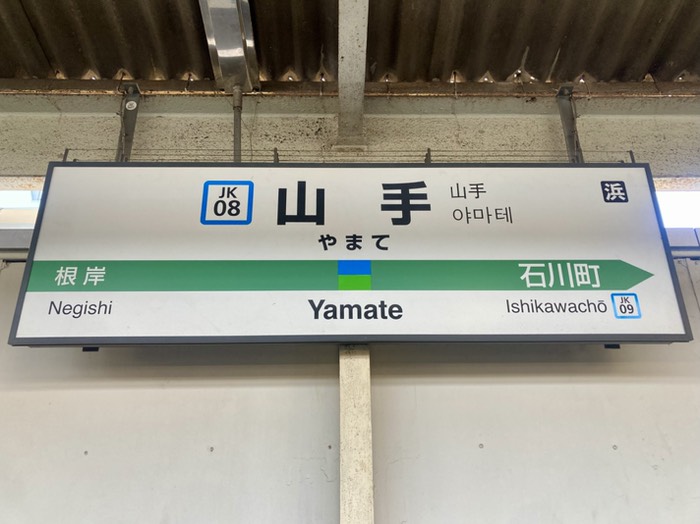 JK
08
山手
山手
야마테
浜
やまて
根岸
石川町
Negishi
Yamate
Ishikawachō
JK
09